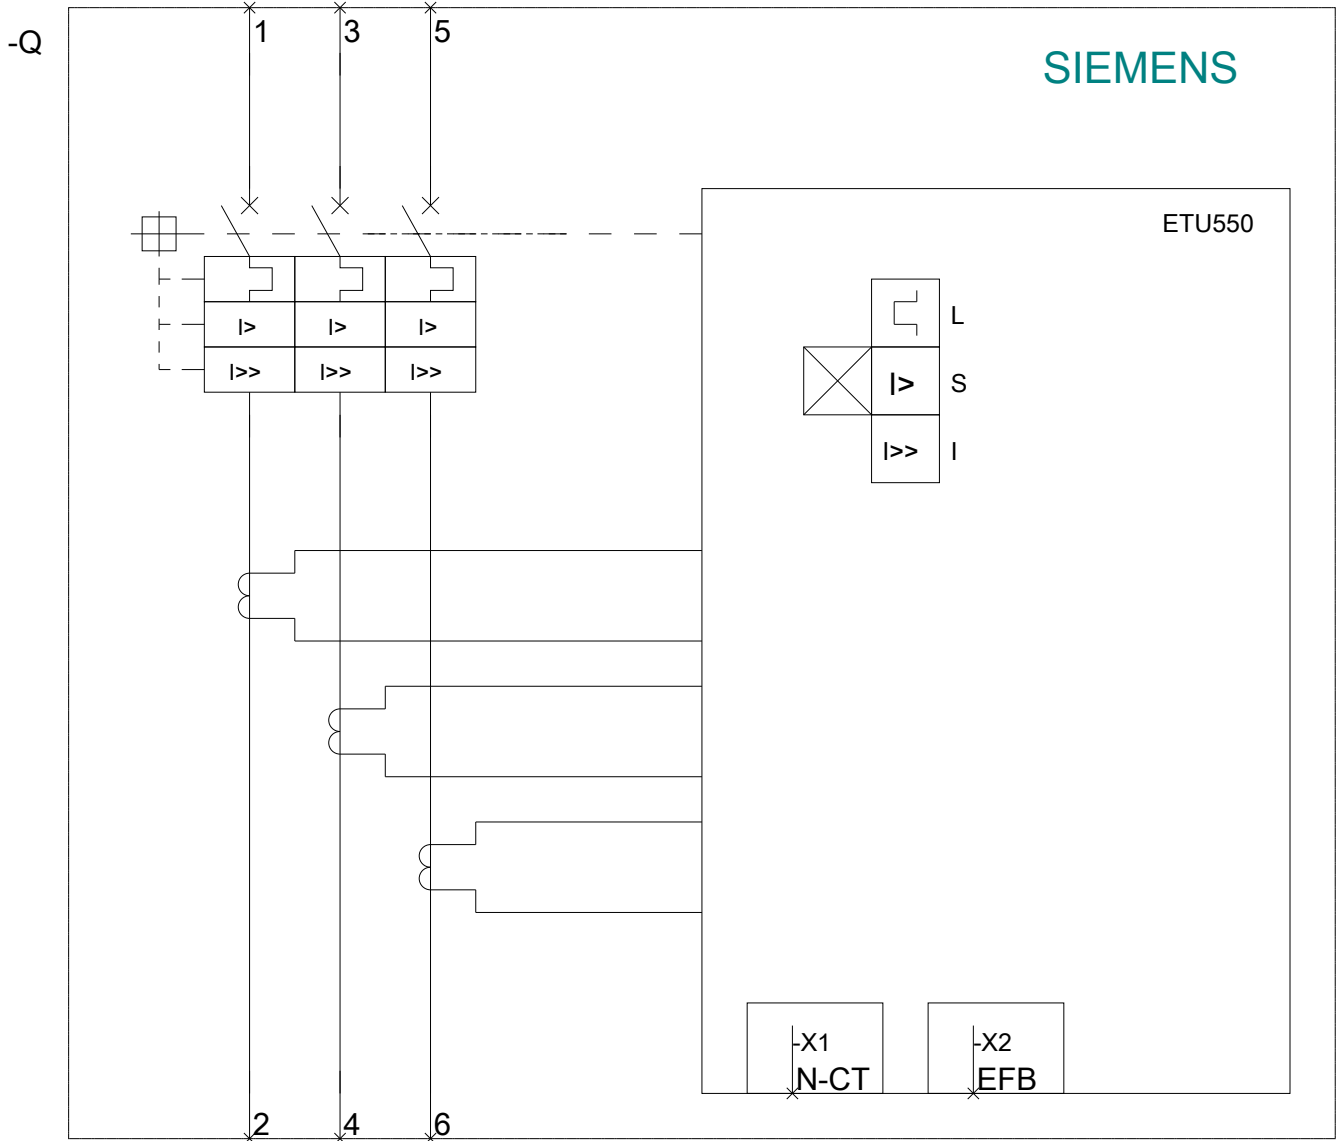 1 3 5
-Q
SIEMENS
ETU550
L
I> I> I>
I>> I>> I>>
I> S
I>> I
-X1 -X2
N-CT EFB
2 4 6